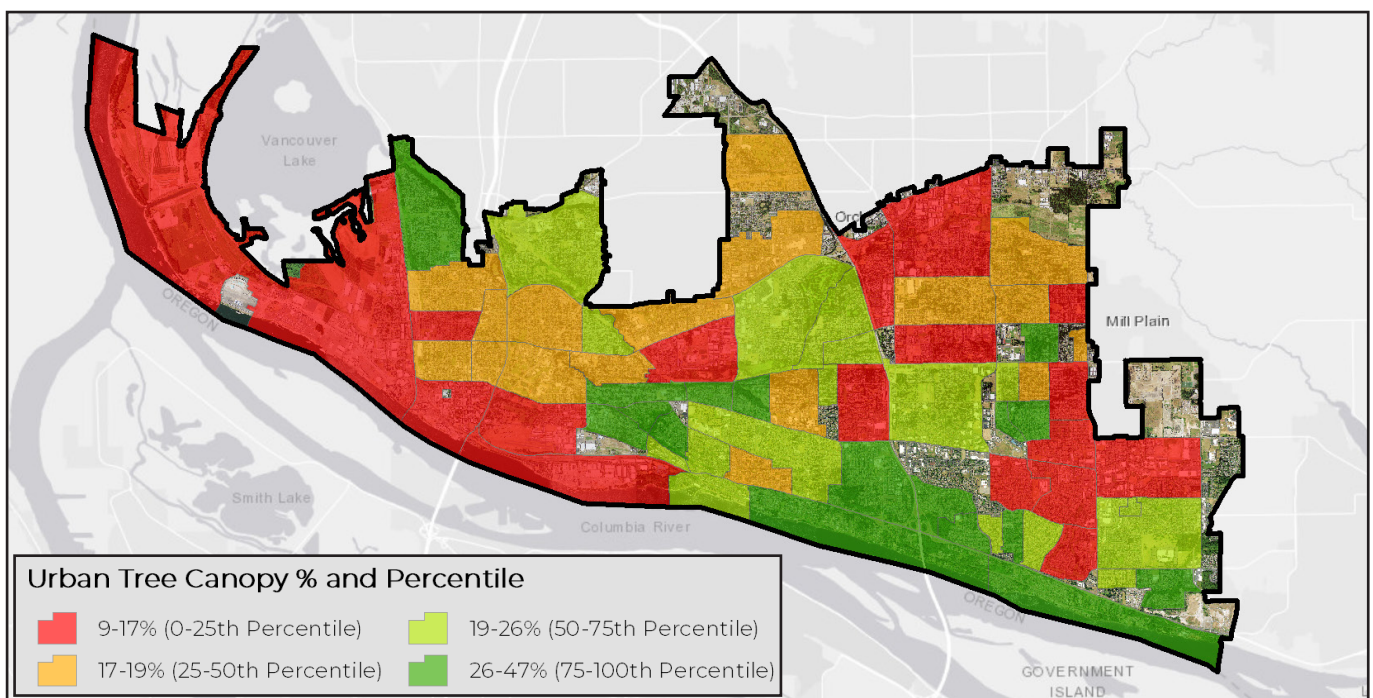 Vancouver
Lake
Orch
Mill Plain
OREGON
Smith Lake
Columbia River
OREGON
GOVERNMENT
ISLAND
Urban Tree Canopy % and Percentile
9-17% (0-25th Percentile)
19-26% (50-75th Percentile)
17-19% (25-50th Percentile)
26-47% (75-100th Percentile)